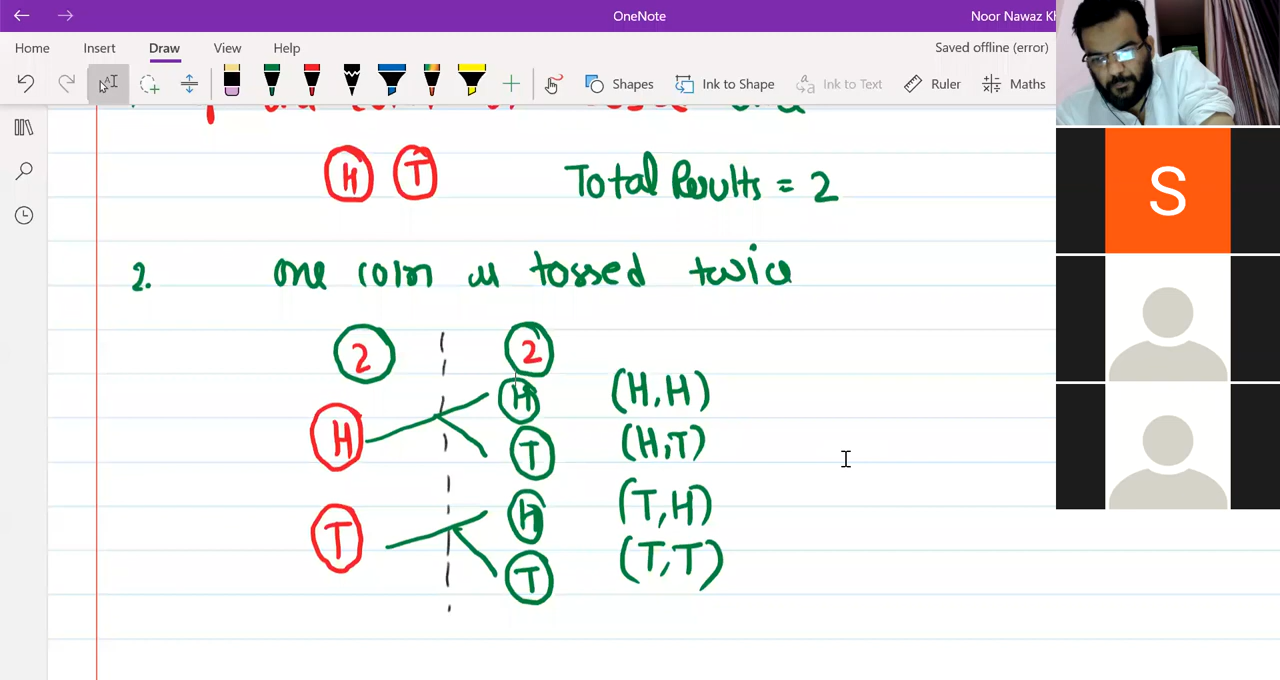 OneNote
Noor Nawaz Kh
Home Insert Draw View Help
Saved offline (error)
Shapes Ink to Shape Ink to Text Ruler Maths
H T Total Results = 2
2. one coin is tossed twice
2 2
H (H,H)
H T (H,T)
T H (T,H)
T (T,T)
S